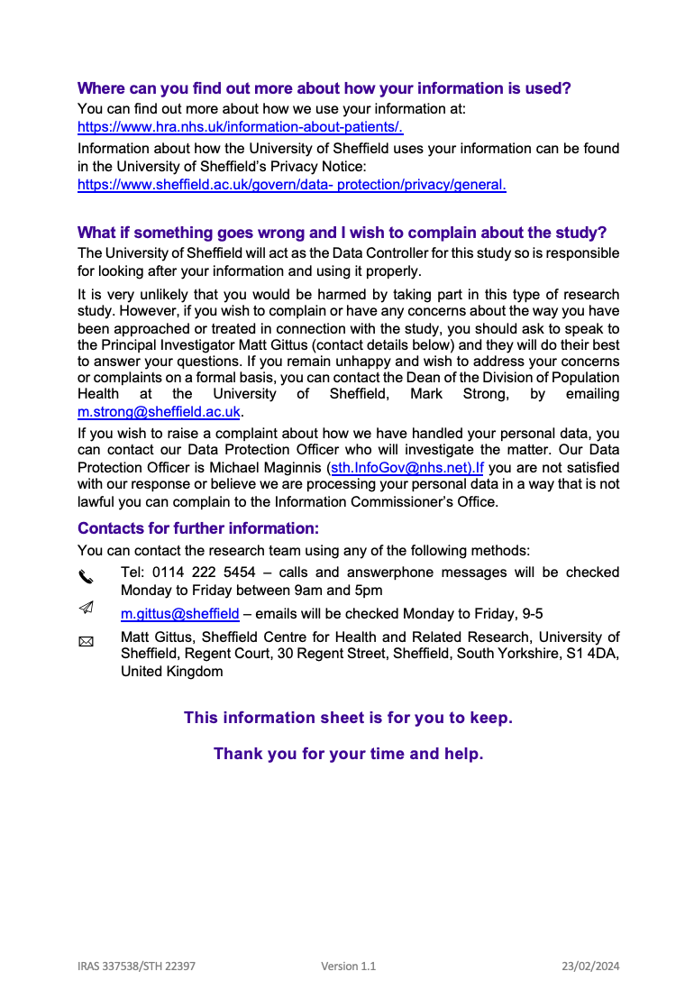 Where can you find out more about how your information is used?
You can find out more about how we use your information at:
https://www.hra.nhs.uk/information-about-patients/.
Information about how the University of Sheffield uses your information can be found
in the University of Sheffield's Privacy Notice:
https://www.sheffield.ac.uk/govern/data- protection/privacy/general.
What if something goes wrong and I wish to complain about the study?
The University of Sheffield will act as the Data Controller for this study so is responsible
for looking after your information and using it properly.
It is very unlikely that you would be harmed by taking part in this type of research
study. However, if you wish to complain or have any concerns about the way you have
been approached or treated in connection with the study, you should ask to speak to
the Principal Investigator Matt Gittus (contact details below) and they will do their best
to answer your questions. If you remain unhappy and wish to address your concerns
or complaints on a formal basis, you can contact the Dean of the Division of Population
Health at the University of Sheffield, Mark Strong, by emailing
m.strong@sheffield.ac.uk.
If you wish to raise a complaint about how we have handled your personal data, you
can contact our Data Protection Officer who will investigate the matter. Our Data
Protection Officer is Michael Maginnis (sth.InfoGov@nhs.net).If you are not satisfied
with our response or believe we are processing your personal data in a way that is not
lawful you can complain to the Information Commissioner's Office.
Contacts for further information:
You can contact the research team using any of the following methods:
Tel: 0114 222 5454 – calls and answerphone messages will be checked
Monday to Friday between 9am and 5pm
m.gittus@sheffield – emails will be checked Monday to Friday, 9-5
Matt Gittus, Sheffield Centre for Health and Related Research, University of
Sheffield, Regent Court, 30 Regent Street, Sheffield, South Yorkshire, S1 4DA,
United Kingdom
This information sheet is for you to keep.
Thank you for your time and help.
IRAS 337538/STH 22397 Version 1.1 23/02/2024